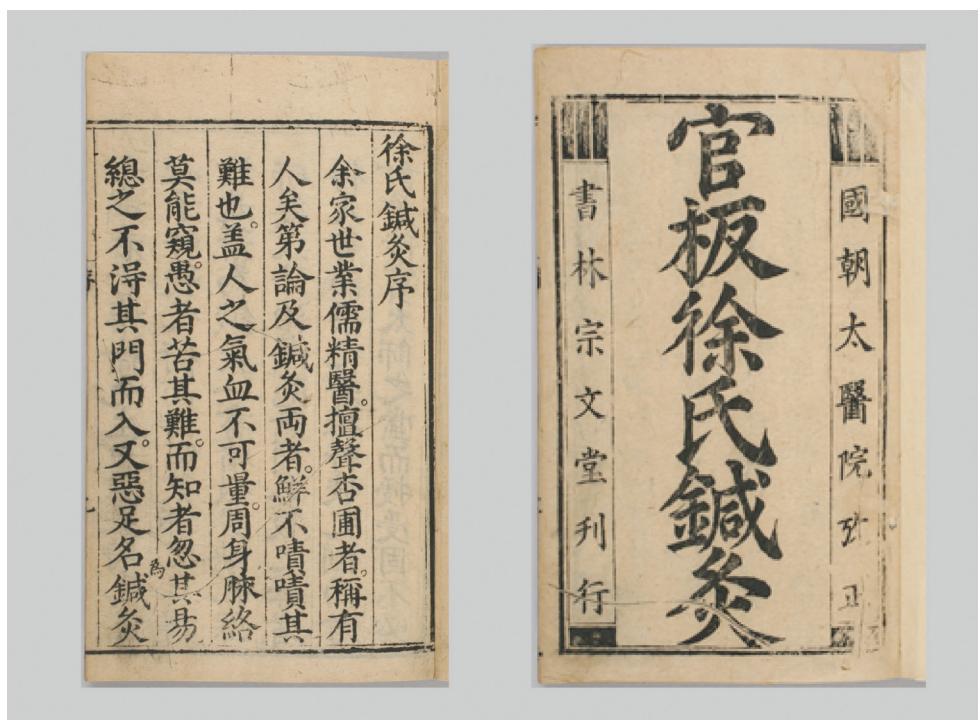 國朝太醫院攷正
官板徐氏鍼灸
書林宗文堂刊行
徐氏鍼灸序
余家世業儒精醫。擅聲杏圃者。稱有
人矣第論及鍼灸両者。鮮不嘖嘖其
難也。盖人之氣血不可量。周身脉絡
莫能窺。愚者苦其難。而知者忽為其易
總之不淂其門而入。又惡足名鍼灸